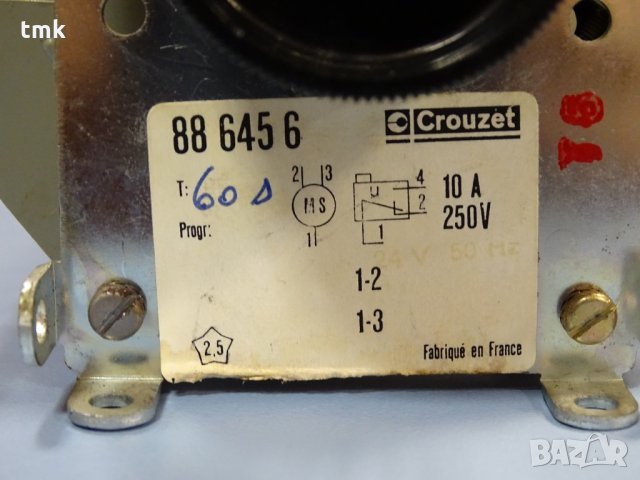 tmk
88 645 6
Crouzet
T: 60 s
2 3
MS
1
4
2
1
10 A
250V
Progr:
24 V 50 Hz
1-2
1-3
2,5
Fabriqué en France
BAZAR